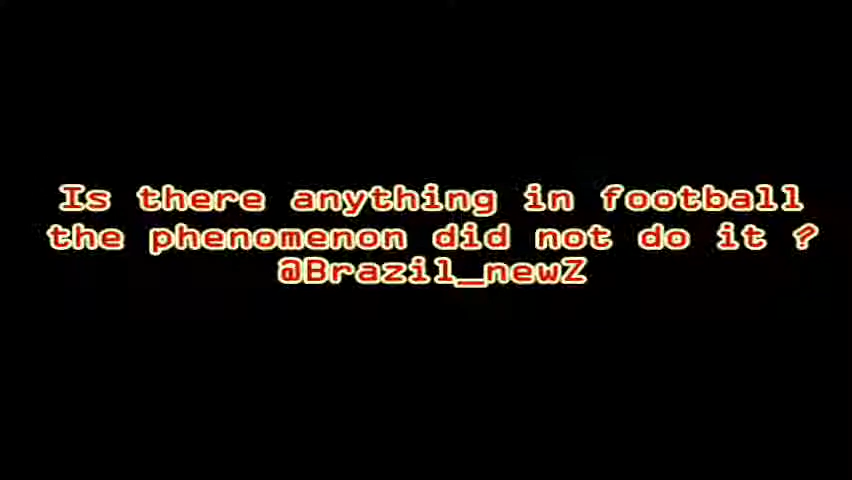 Is there anything in football
the phenomenon did not do it ?
@Brazil_newZ